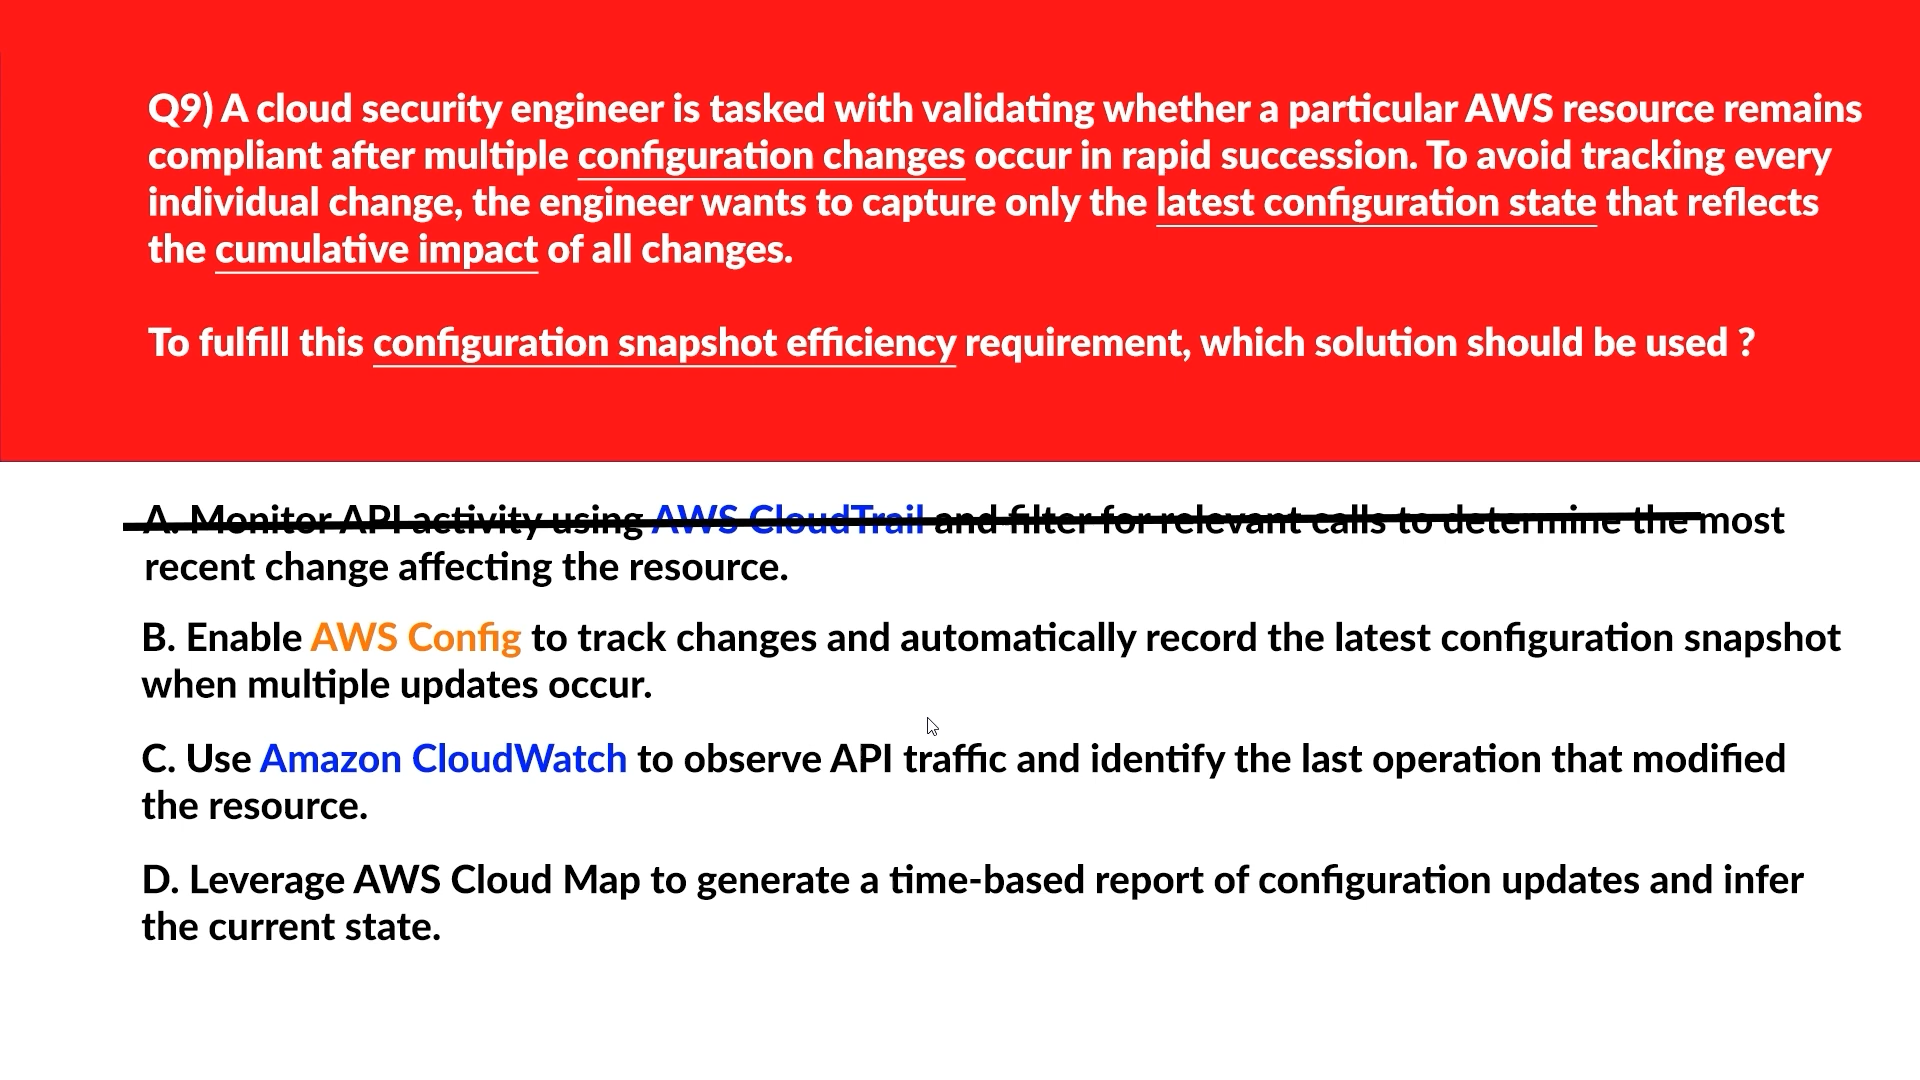 Q9) A cloud security engineer is tasked with validating whether a particular AWS resource remains
compliant after multiple configuration changes occur in rapid succession. To avoid tracking every
individual change, the engineer wants to capture only the latest configuration state that reflects
the cumulative impact of all changes.
To fulfill this configuration snapshot efficiency requirement, which solution should be used ?
A. Monitor API activity using AWS CloudTrail and filter for relevant calls to determine the most
recent change affecting the resource.
B. Enable AWS Config to track changes and automatically record the latest configuration snapshot
when multiple updates occur.
C. Use Amazon CloudWatch to observe API traffic and identify the last operation that modified
the resource.
D. Leverage AWS Cloud Map to generate a time-based report of configuration updates and infer
the current state.